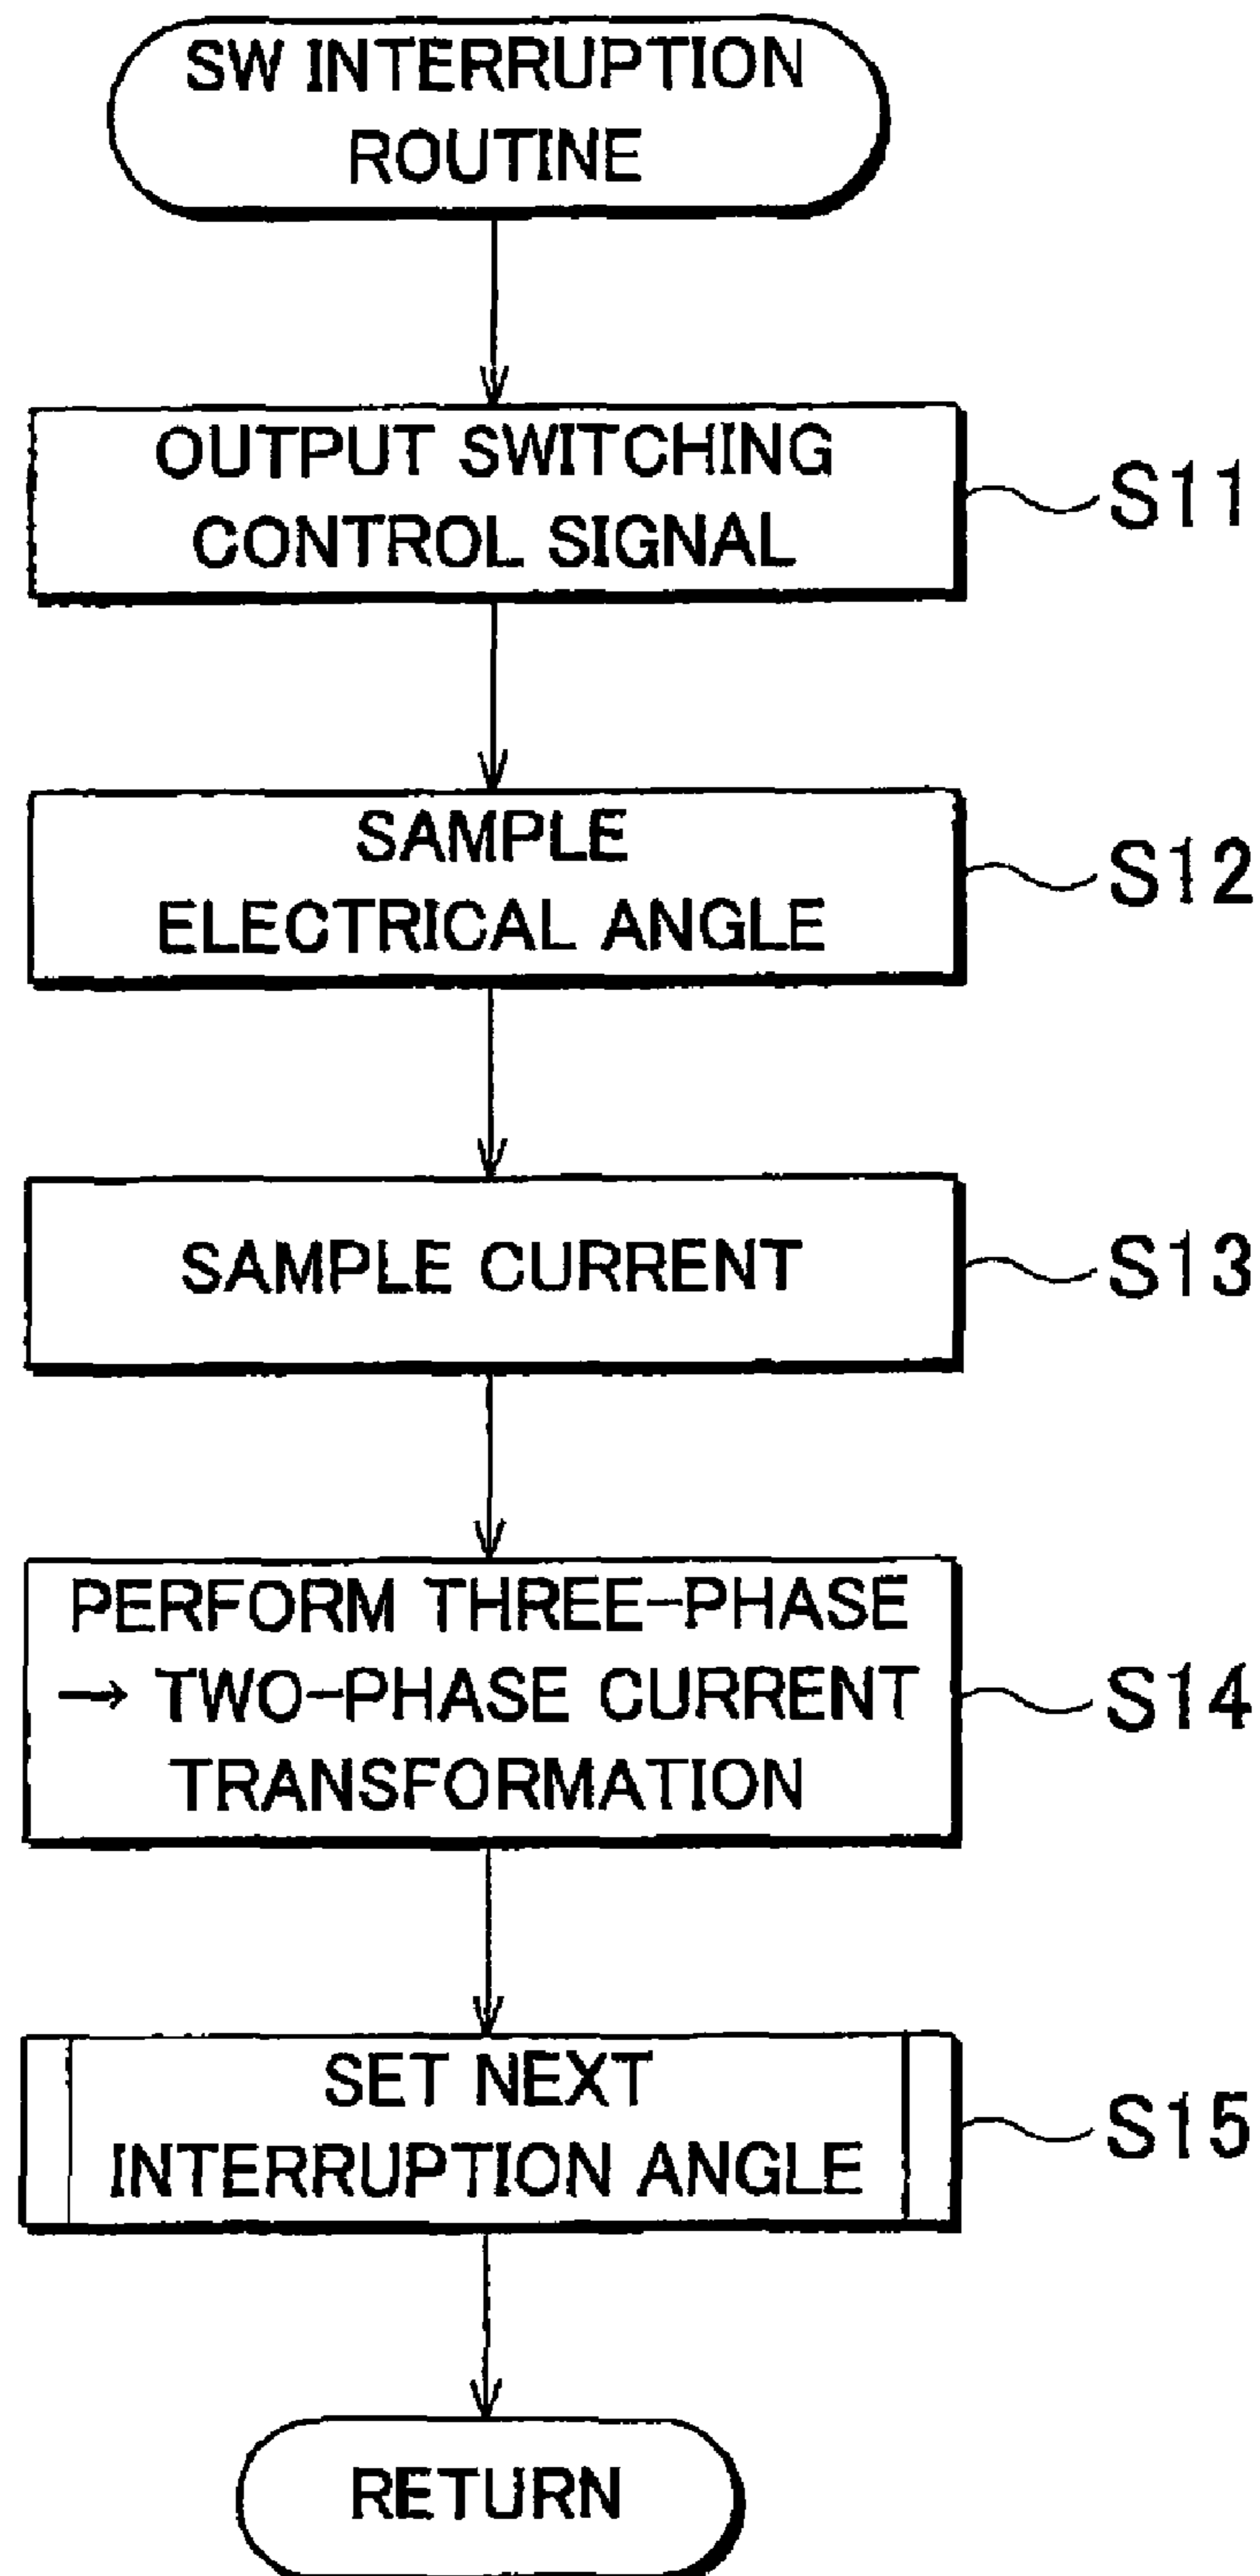 SW INTERRUPTION
ROUTINE
OUTPUT SWITCHING
CONTROL SIGNAL
S11
SAMPLE
ELECTRICAL ANGLE
S12
SAMPLE CURRENT
S13
PERFORM THREE-PHASE
→ TWO-PHASE CURRENT
TRANSFORMATION
S14
SET NEXT
INTERRUPTION ANGLE
S15
RETURN